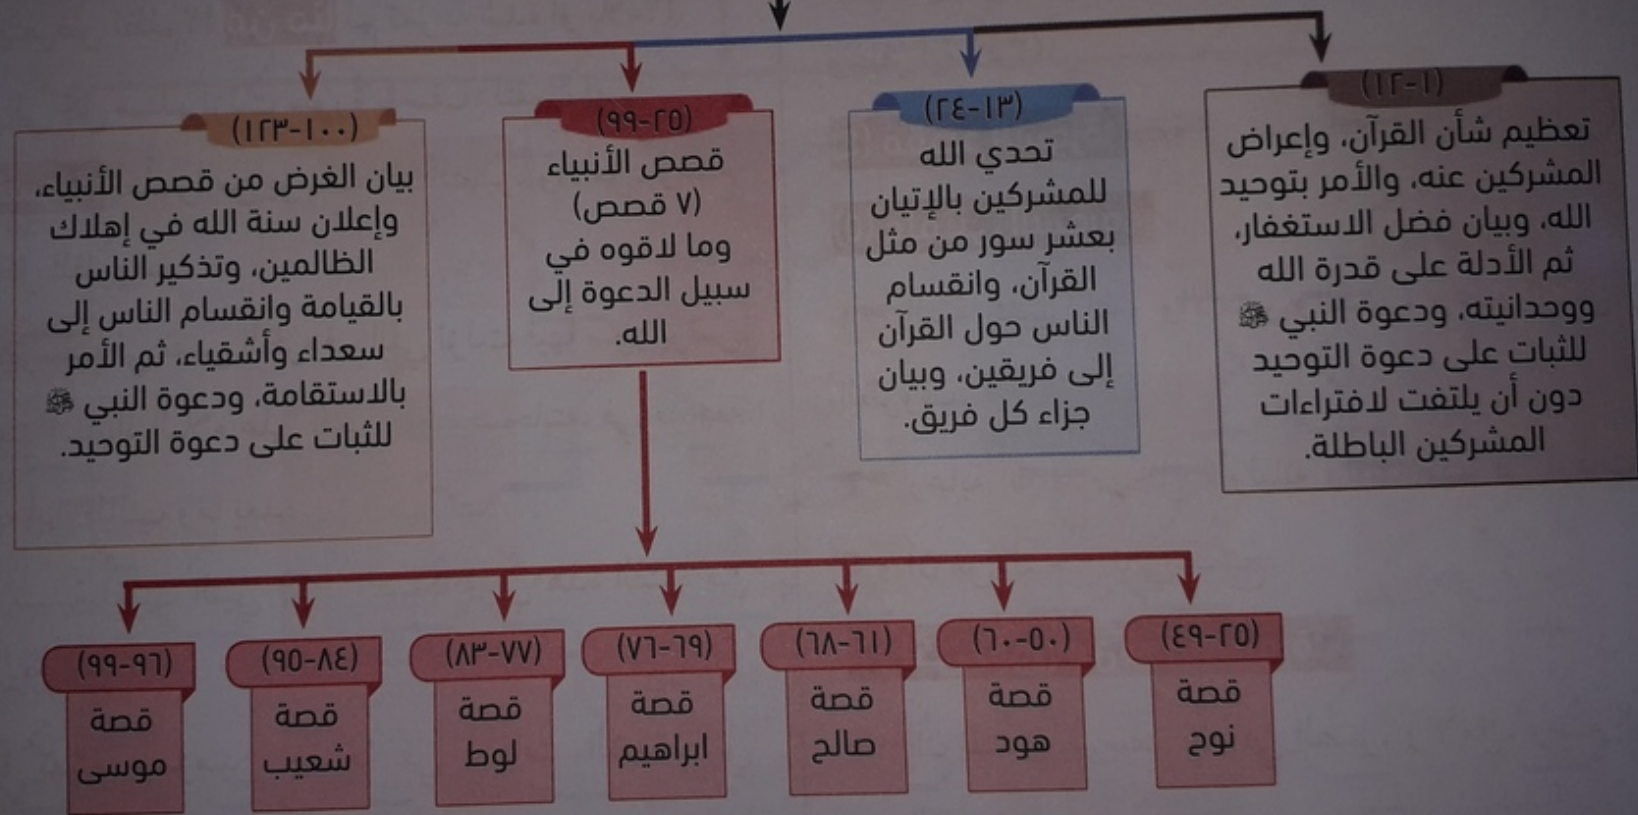 (١-١٢)
تعظيم شأن القرآن، وإعراض
المشركين عنه، والأمر بتوحيد
الله، وبيان فضل الاستغفار،
ثم الأدلة على قدرة الله
ووحدانيته، ودعوة النبي ﷺ
للثبات على دعوة التوحيد
دون أن يلتفت لافتراءات
المشركين الباطلة.
(١٣-٢٤)
تحدي الله
للمشركين بالإتيان
بعشر سور من مثل
القرآن، وانقسام
الناس حول القرآن
إلى فريقين، وبيان
جزاء كل فريق.
(٢٥-٩٩)
قصص الأنبياء
(٧ قصص)
وما لاقوه في
سبيل الدعوة إلى
الله.
(١٠٠-١٢٣)
بيان الغرض من قصص الأنبياء،
وإعلان سنة الله في إهلاك
الظالمين، وتذكير الناس
بالقيامة وانقسام الناس إلى
سعداء وأشقياء، ثم الأمر
بالاستقامة، ودعوة النبي ﷺ
للثبات على دعوة التوحيد.
(٢٥-٤٩)
قصة
نوح
(٥٠-٦٠)
قصة
هود
(٦١-٦٨)
قصة
صالح
(٦٩-٧٦)
قصة
ابراهيم
(٧٧-٨٣)
قصة
لوط
(٨٤-٩٥)
قصة
شعيب
(٩٦-٩٩)
قصة
موسى